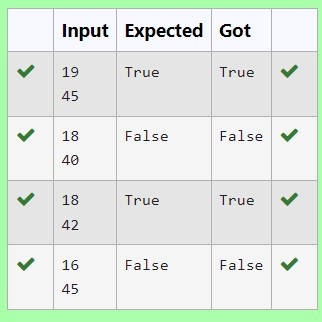 Input Expected Got
19 True True
45
18 False False
40
18 True True
42
16 False False
45